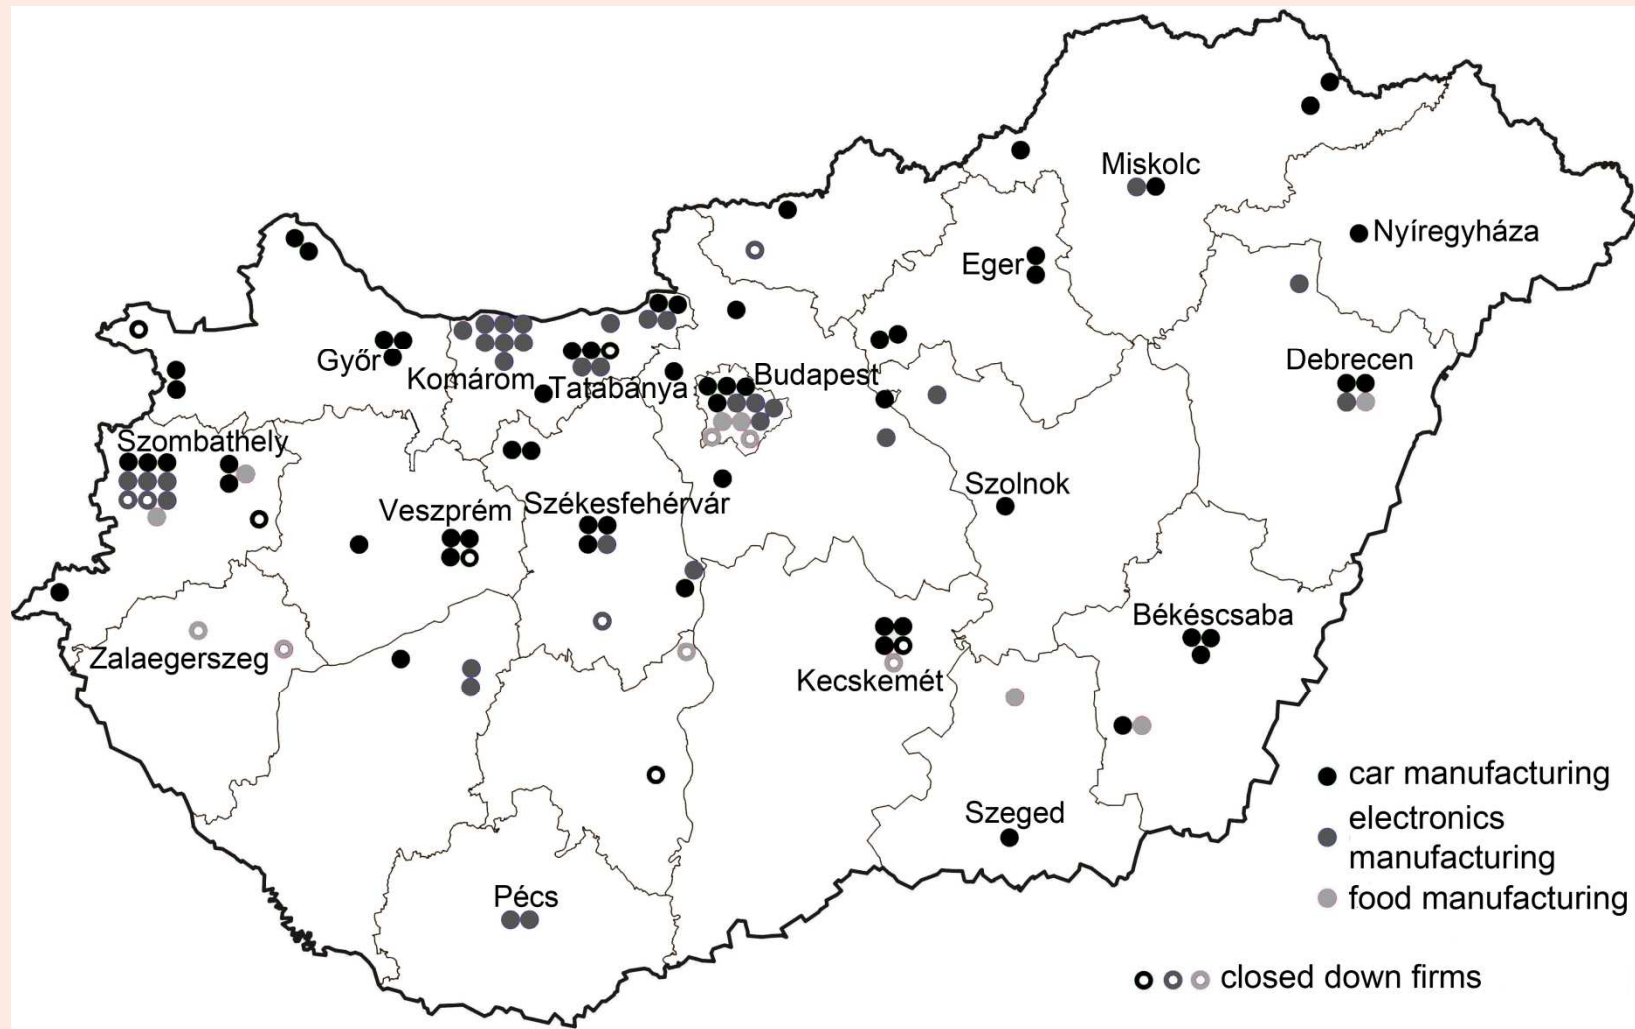 Miskolc
Nyíregyháza
Eger
Győr
Komárom
Tatabánya
Budapest
Debrecen
Szombathely
Veszprém
Székesfehérvár
Szolnok
Zalaegerszeg
Kecskemét
Békéscsaba
Szeged
Pécs
car manufacturing
electronics
manufacturing
food manufacturing
closed down firms